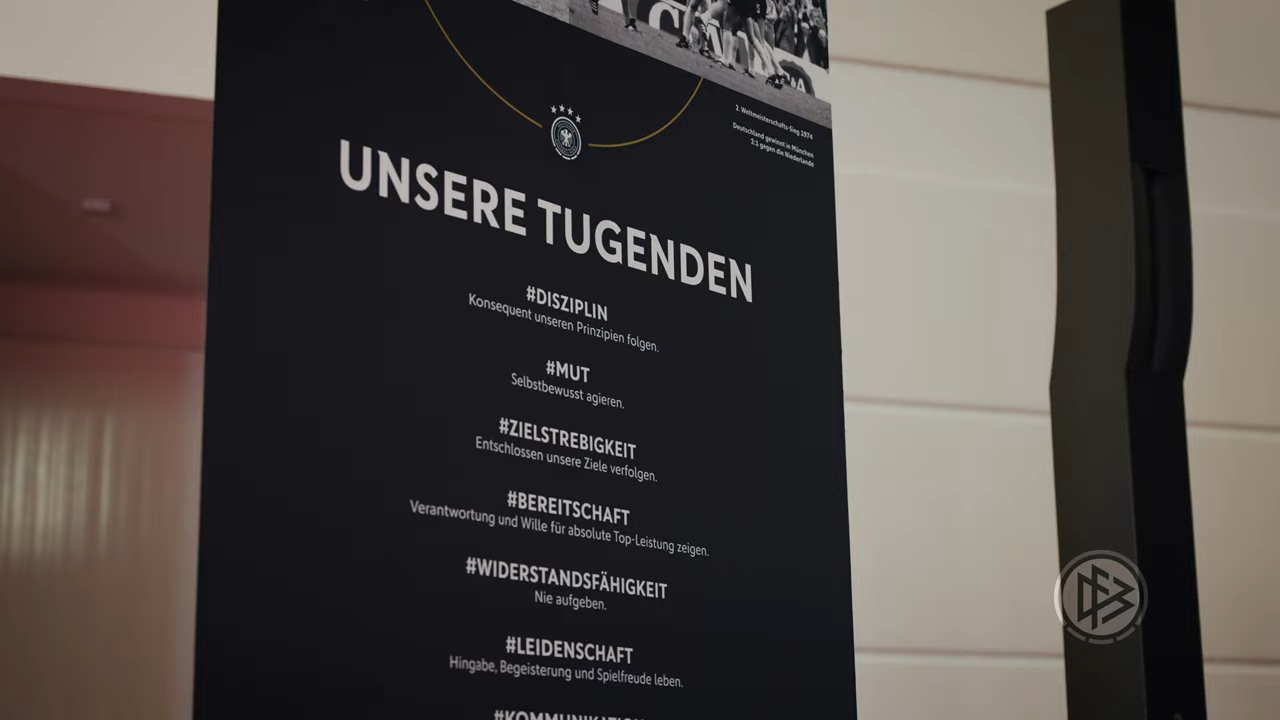 2. Weltmeisterschafts-Sieg 1974
Deutschland gewinnt in München
2:1 gegen die Niederlande
UNSERE TUGENDEN
#DISZIPLIN
Konsequent unseren Prinzipien folgen.
#MUT
Selbstbewusst agieren.
#ZIELSTREBIGKEIT
Entschlossen unsere Ziele verfolgen.
#BEREITSCHAFT
Verantwortung und Wille für absolute Top-Leistung zeigen.
#WIDERSTANDSFÄHIGKEIT
Nie aufgeben.
#LEIDENSCHAFT
Hingabe, Begeisterung und Spielfreude leben.
#KOMMUNIKATION
DFB